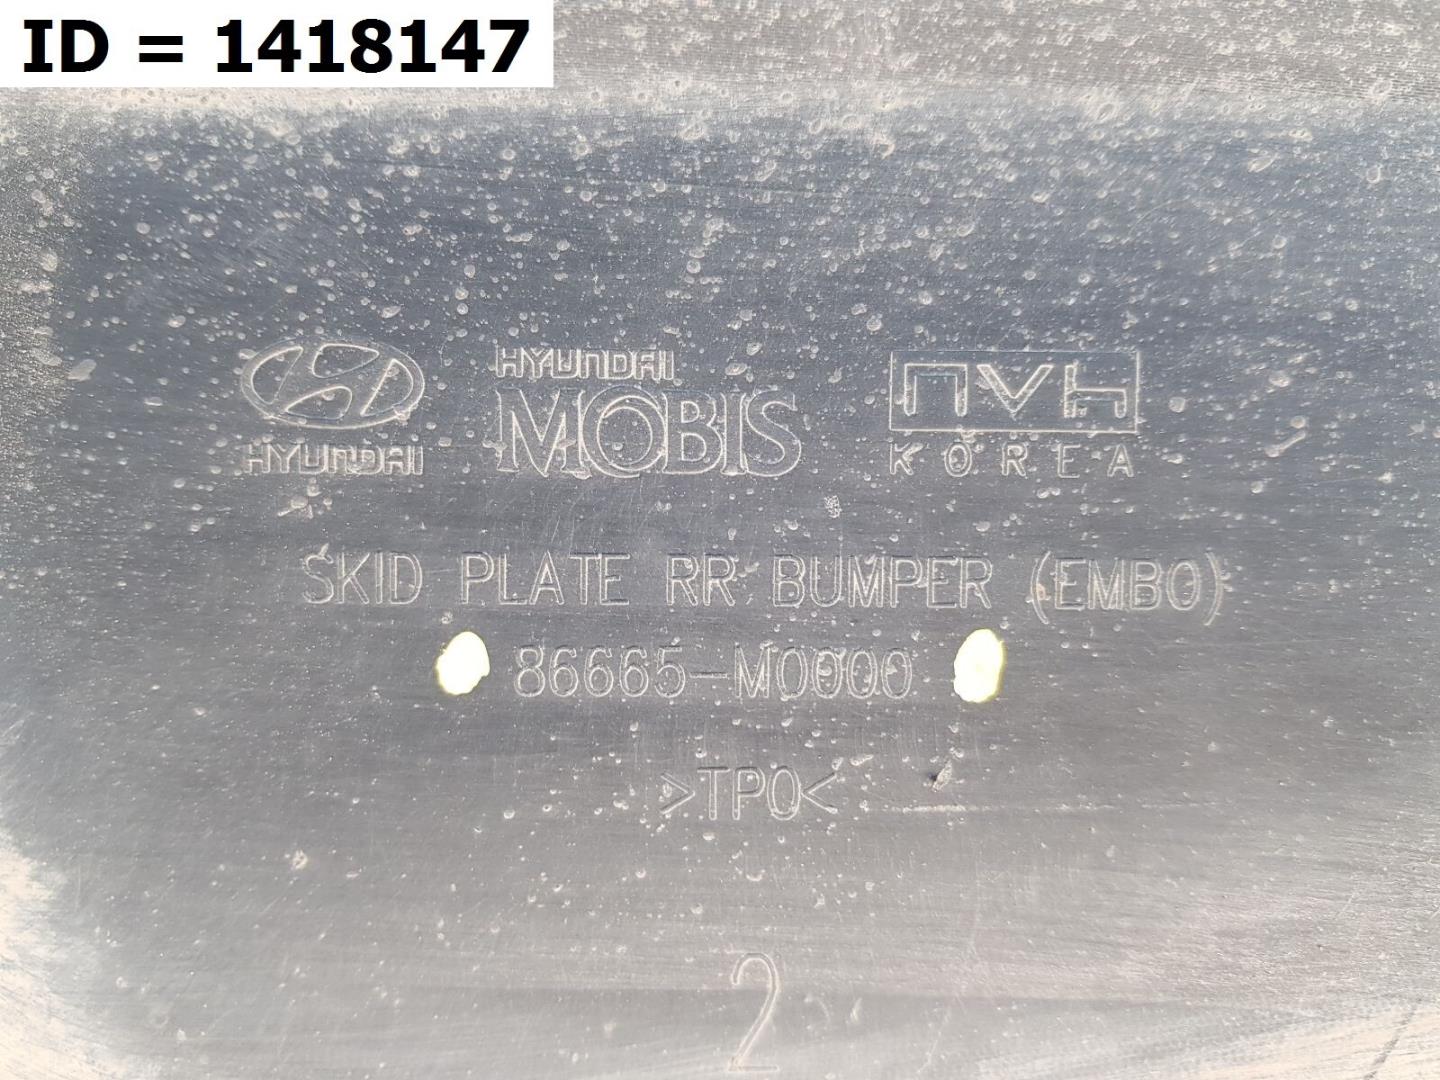 ID = 1418147
HYUNDAI
HYUNDAI
MOBIS
NVH
KOREA
SKID PLATE RR BUMPER (EMBO)
86665-M0000
>TPO<
2